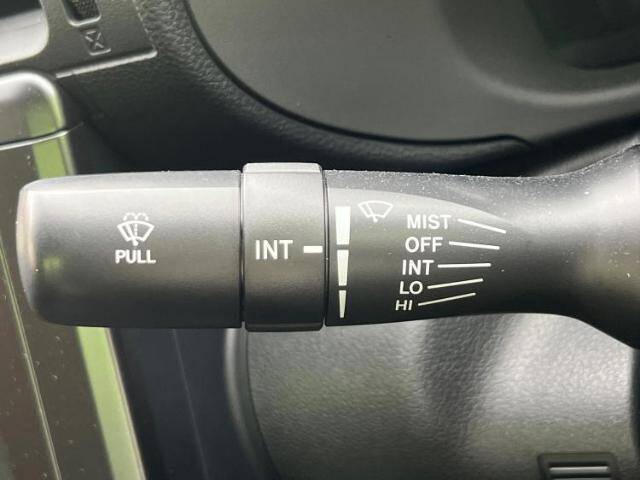 PULL
INT
MIST
OFF
INT
LO
HI